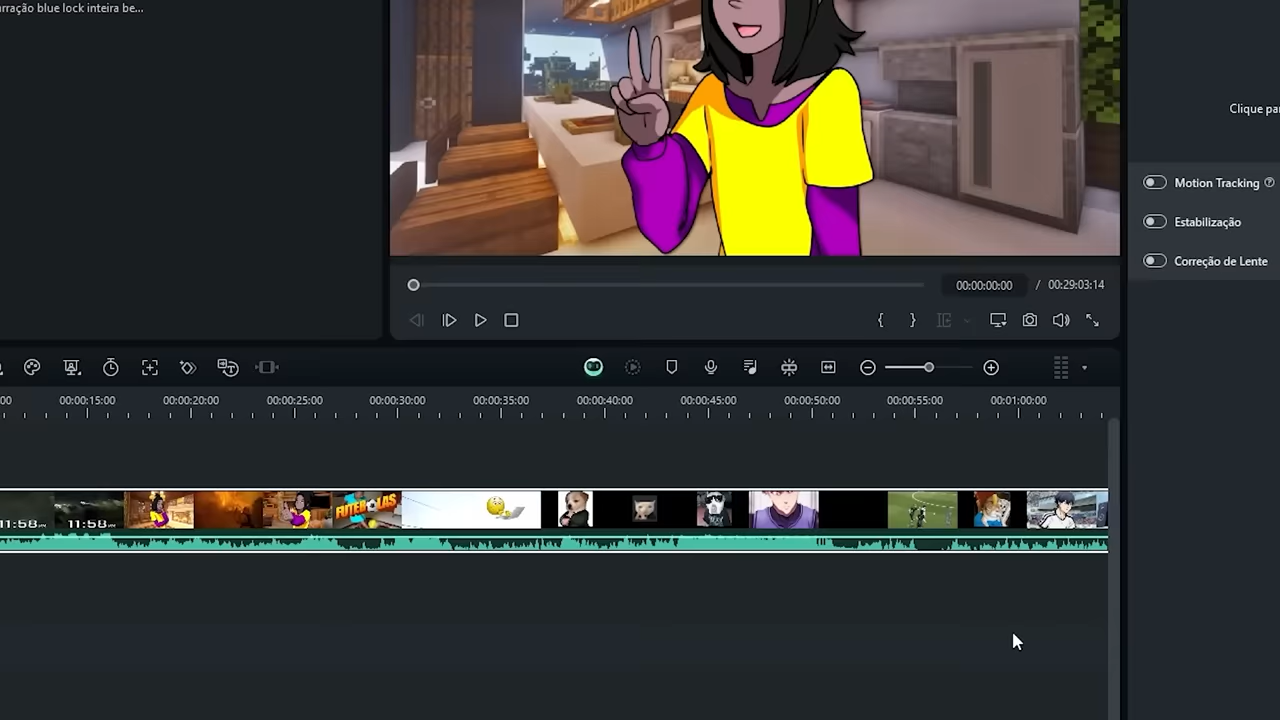 rração blue lock inteira be...
Clique pa
Motion Tracking
Estabilização
Correção de Lente
00:00:00:00 / 00:29:03:14
00 00:00:15:00 00:00:20:00 00:00:25:00 00:00:30:00 00:00:35:00 00:00:40:00 00:00:45:00 00:00:50:00 00:00:55:00 00:01:00:00
11:58 11:58
FUTEBOLAS